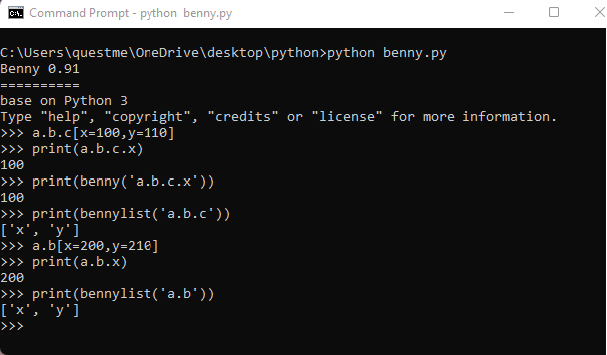 Command Prompt - python benny.py
C:\Users\questme\OneDrive\desktop\python>python benny.py
Benny 0.91
==========
base on Python 3
Type "help", "copyright", "credits" or "license" for more information.
>>> a.b.c[x=100,y=110]
>>> print(a.b.c.x)
100
>>> print(benny('a.b.c.x'))
100
>>> print(bennylist('a.b.c'))
['x', 'y']
>>> a.b[x=200,y=210]
>>> print(a.b.x)
200
>>> print(bennylist('a.b'))
['x', 'y']
>>>